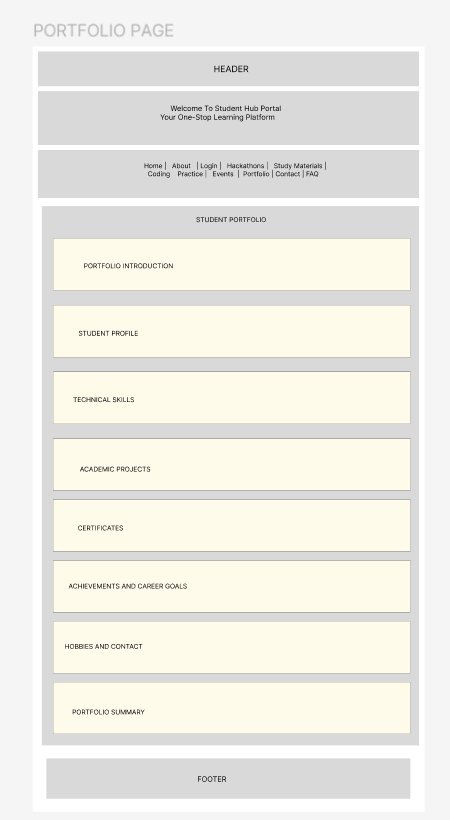 PORTFOLIO PAGE
HEADER
Welcome To Student Hub Portal
Your One-Stop Learning Platform
Home | About | Login | Hackathons | Study Materials |
Coding Practice | Events | Portfolio | Contact | FAQ
STUDENT PORTFOLIO
PORTFOLIO INTRODUCTION
STUDENT PROFILE
TECHNICAL SKILLS
ACADEMIC PROJECTS
CERTIFICATES
ACHIEVEMENTS AND CAREER GOALS
HOBBIES AND CONTACT
PORTFOLIO SUMMARY
FOOTER